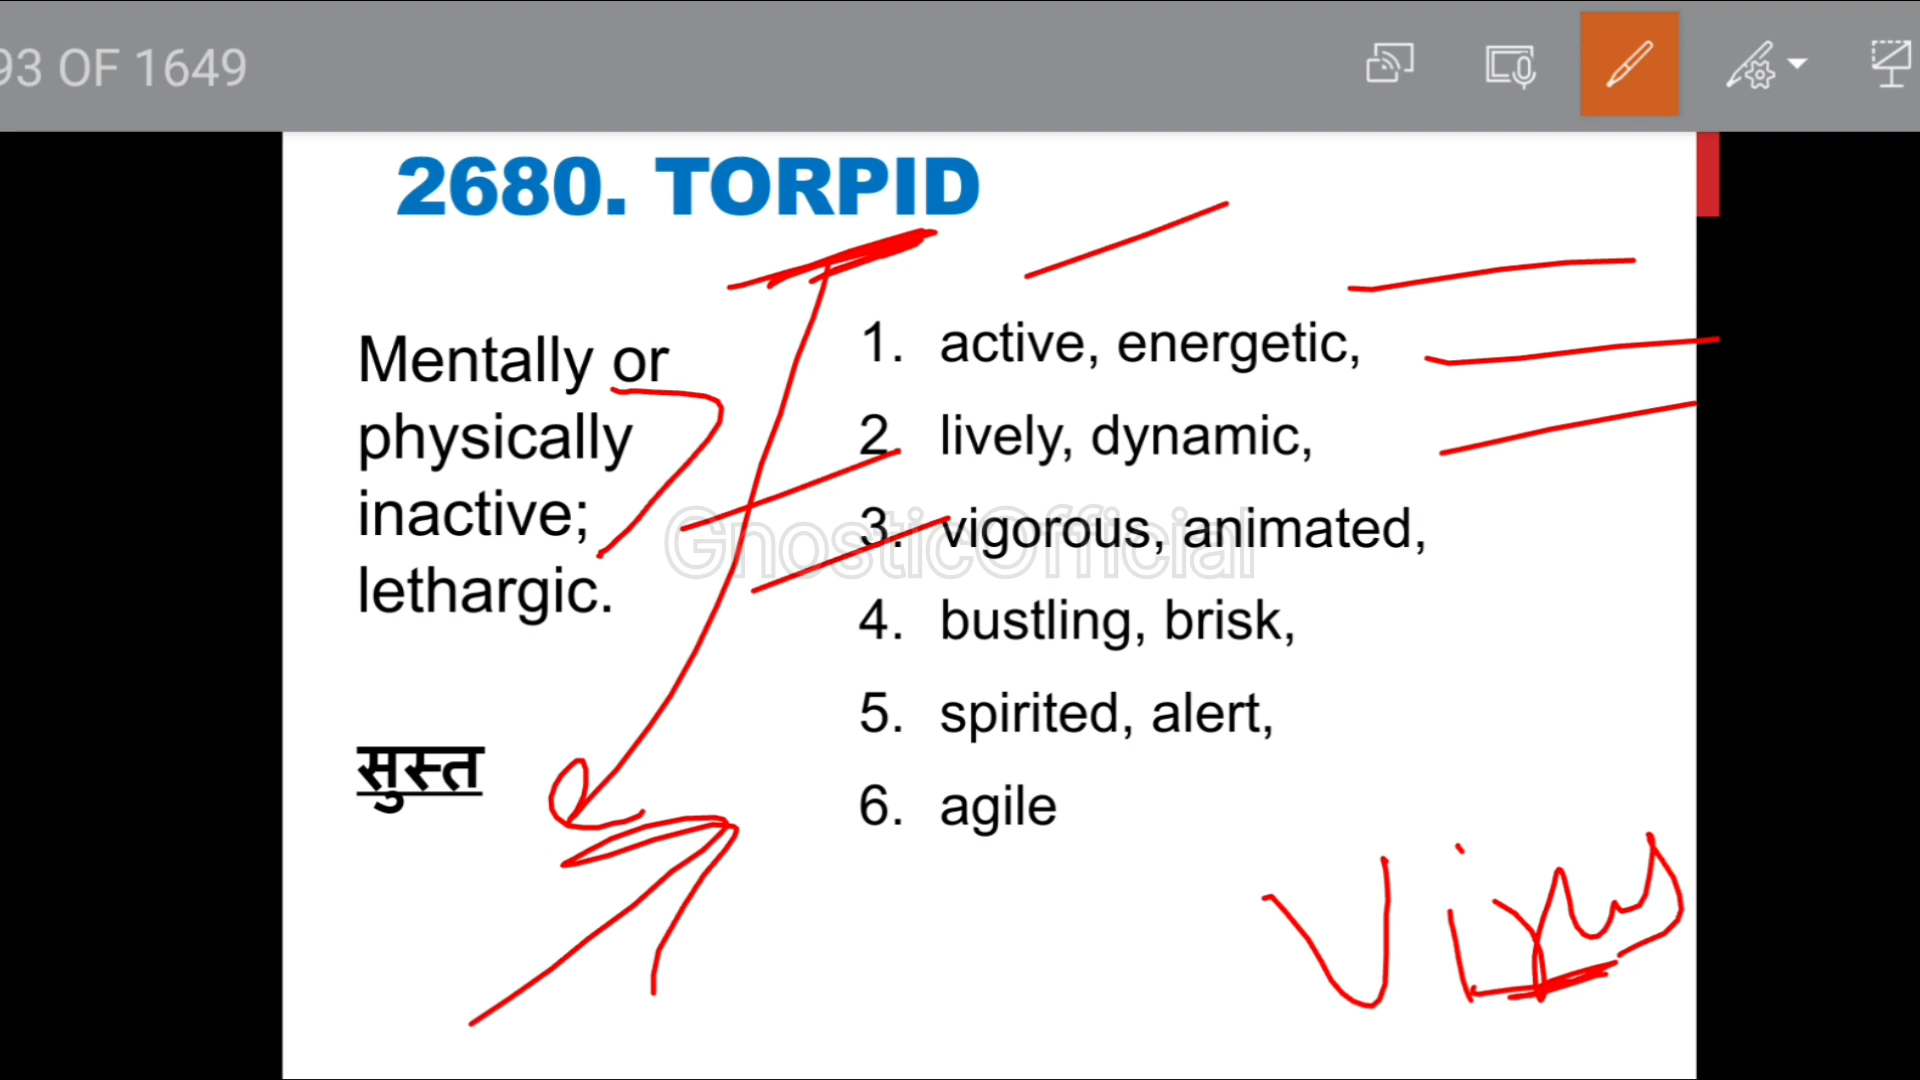 93 OF 1649
2680. TORPID
Mentally or
physically
inactive;
lethargic.
सुस्त
1. active, energetic,
2. lively, dynamic,
3. vigorous, animated,
4. bustling, brisk,
5. spirited, alert,
6. agile
GnosticOfficial
Virus